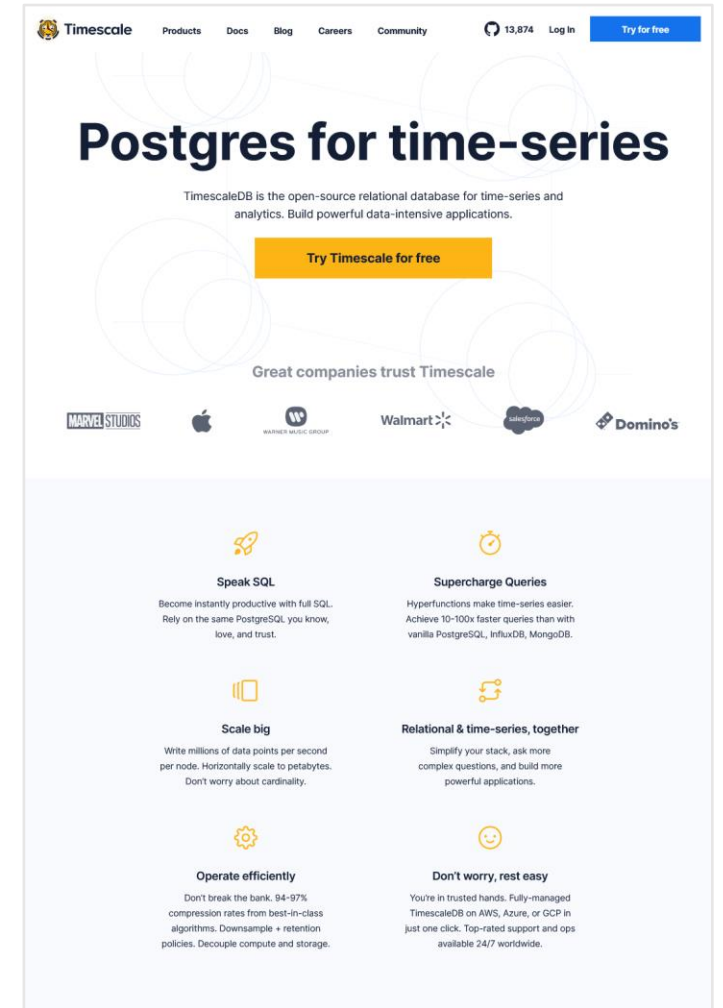 Timescale Products Docs Blog Careers Community 13,874 Log In Try for free
Postgres for time-series
TimescaleDB is the open-source relational database for time-series and
analytics. Build powerful data-intensive applications.
Try Timescale for free
Great companies trust Timescale
MARVEL STUDIOS
WARNER MUSIC GROUP
Walmart
salesforce
Domino's
Speak SQL
Become instantly productive with full SQL.
Rely on the same PostgreSQL you know,
love, and trust.
Supercharge Queries
Hyperfunctions make time-series easier.
Achieve 10-100x faster queries than with
vanilla PostgreSQL, InfluxDB, MongoDB.
Scale big
Write millions of data points per second
per node. Horizontally scale to petabytes.
Don't worry about cardinality.
Relational & time-series, together
Simplify your stack, ask more
complex questions, and build more
powerful applications.
Operate efficiently
Don't break the bank. 94-97%
compression rates from best-in-class
algorithms. Downsample + retention
policies. Decouple compute and storage.
Don't worry, rest easy
You're in trusted hands. Fully-managed
TimescaleDB on AWS, Azure, or GCP in
just one click. Top-rated support and ops
available 24/7 worldwide.